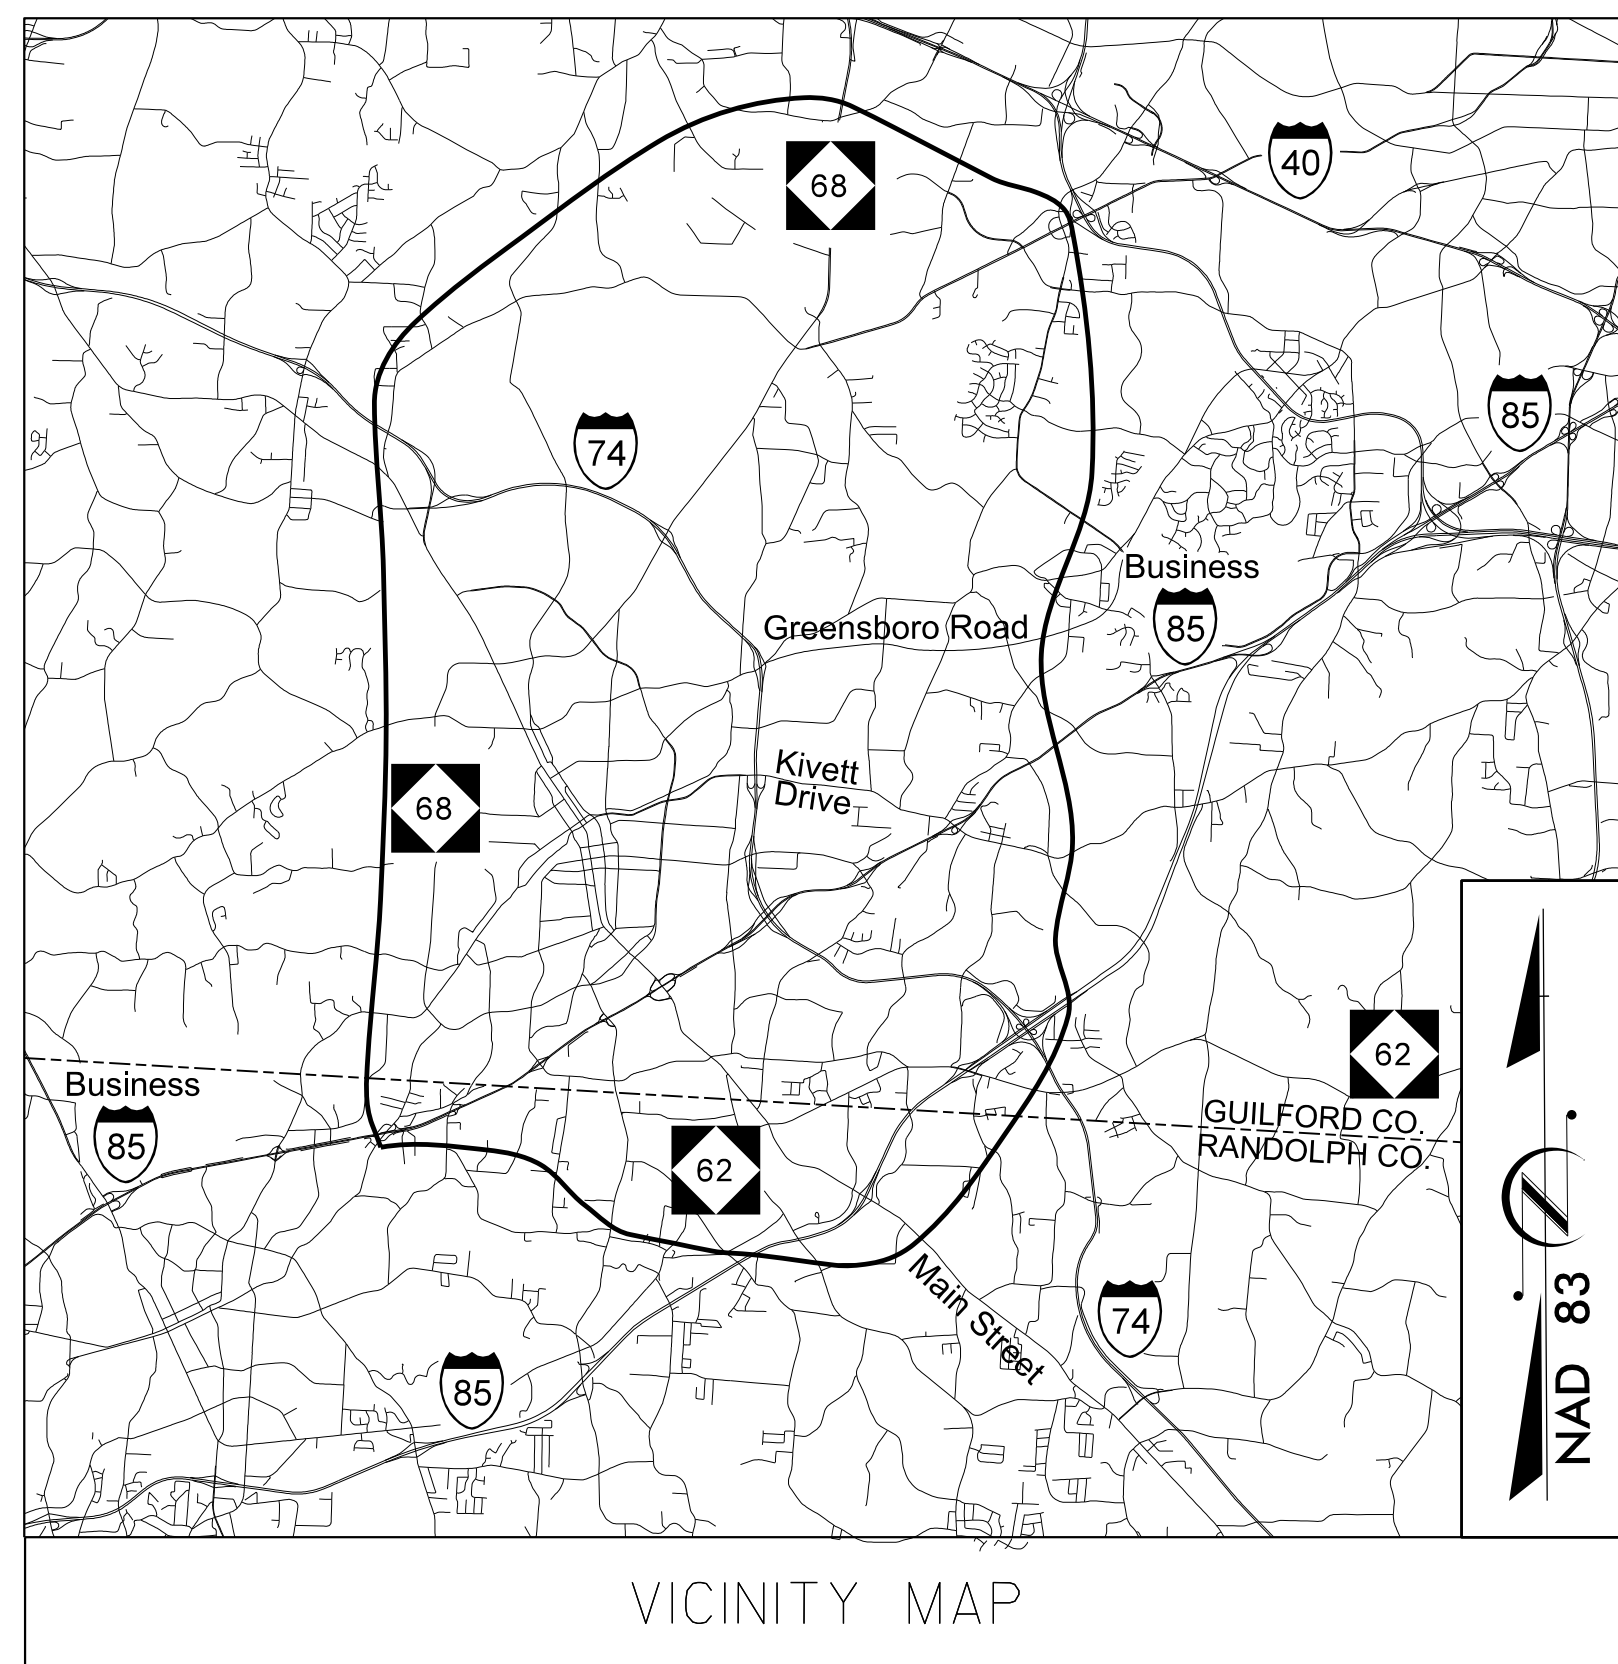 68
40
74
85
Business
85
Greensboro Road
Kivett
Drive
68
62
Business
85
GUILFORD CO.
RANDOLPH CO.
62
Main Street
74
85
NAD 83
VICINITY MAP